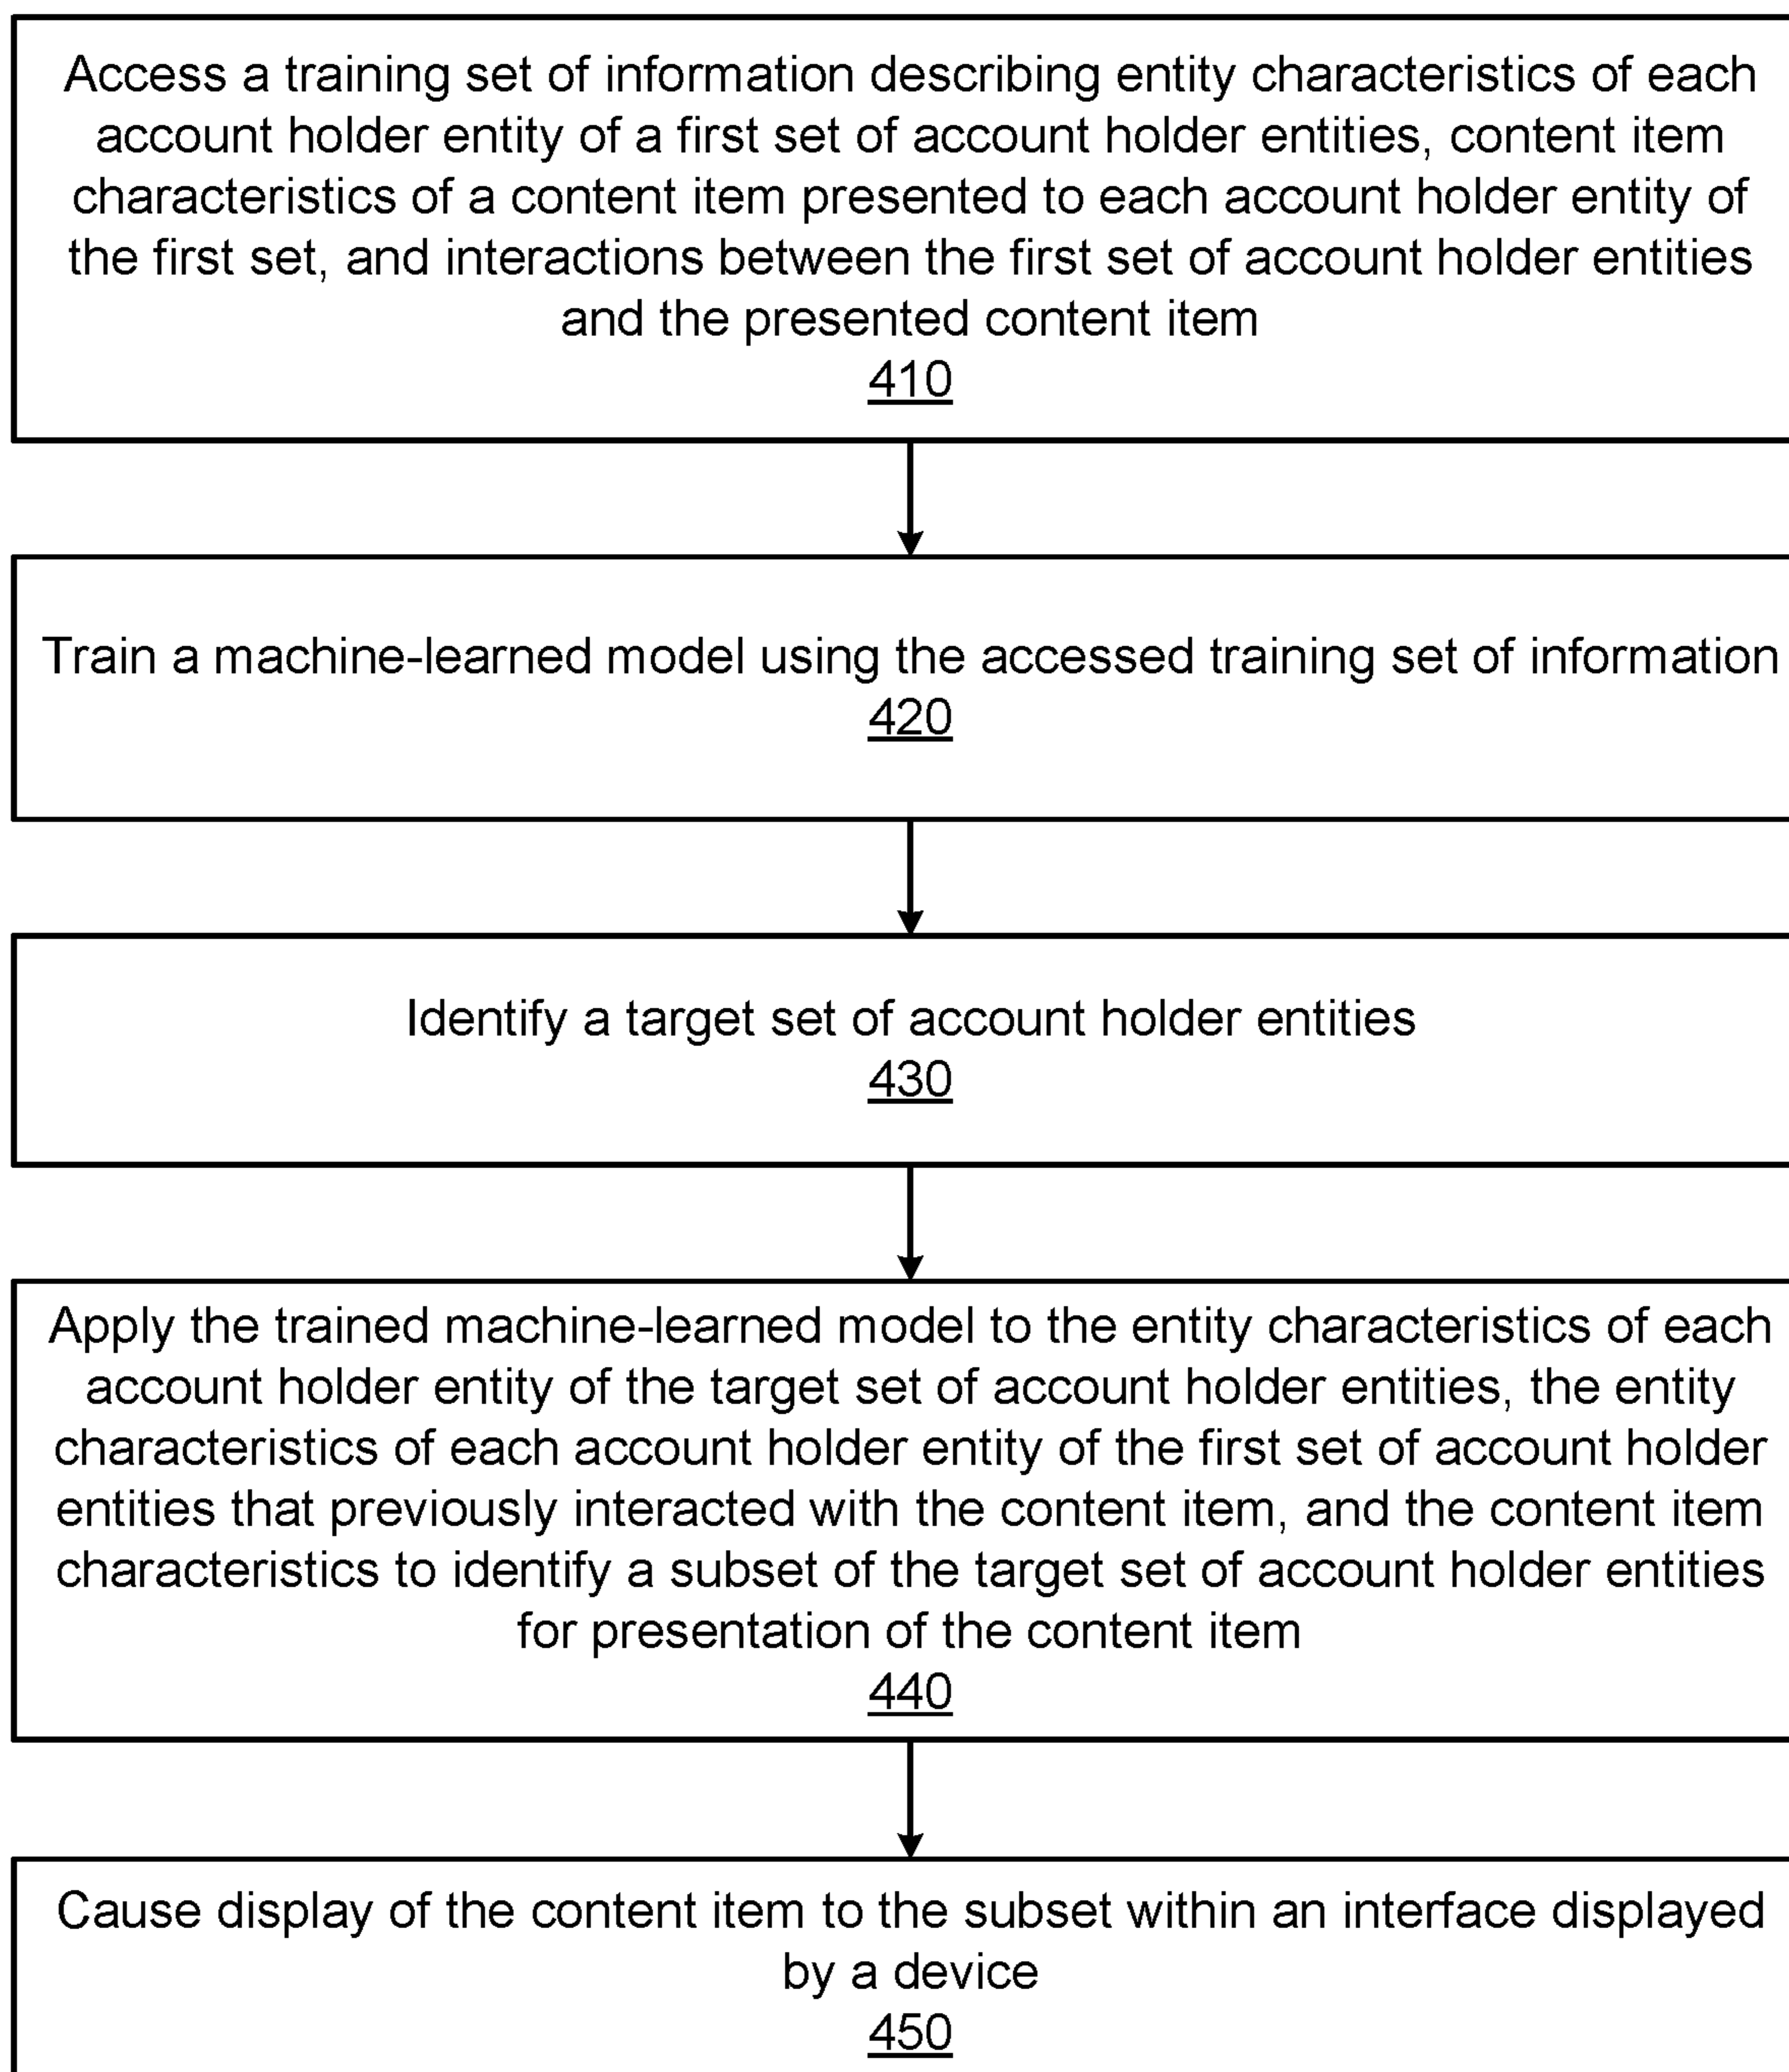 Access a training set of information describing entity characteristics of each
account holder entity of a first set of account holder entities, content item
characteristics of a content item presented to each account holder entity of
the first set, and interactions between the first set of account holder entities
and the presented content item
410
Train a machine-learned model using the accessed training set of information
420
Identify a target set of account holder entities
430
Apply the trained machine-learned model to the entity characteristics of each
account holder entity of the target set of account holder entities, the entity
characteristics of each account holder entity of the first set of account holder
entities that previously interacted with the content item, and the content item
characteristics to identify a subset of the target set of account holder entities
for presentation of the content item
440
Cause display of the content item to the subset within an interface displayed
by a device
450